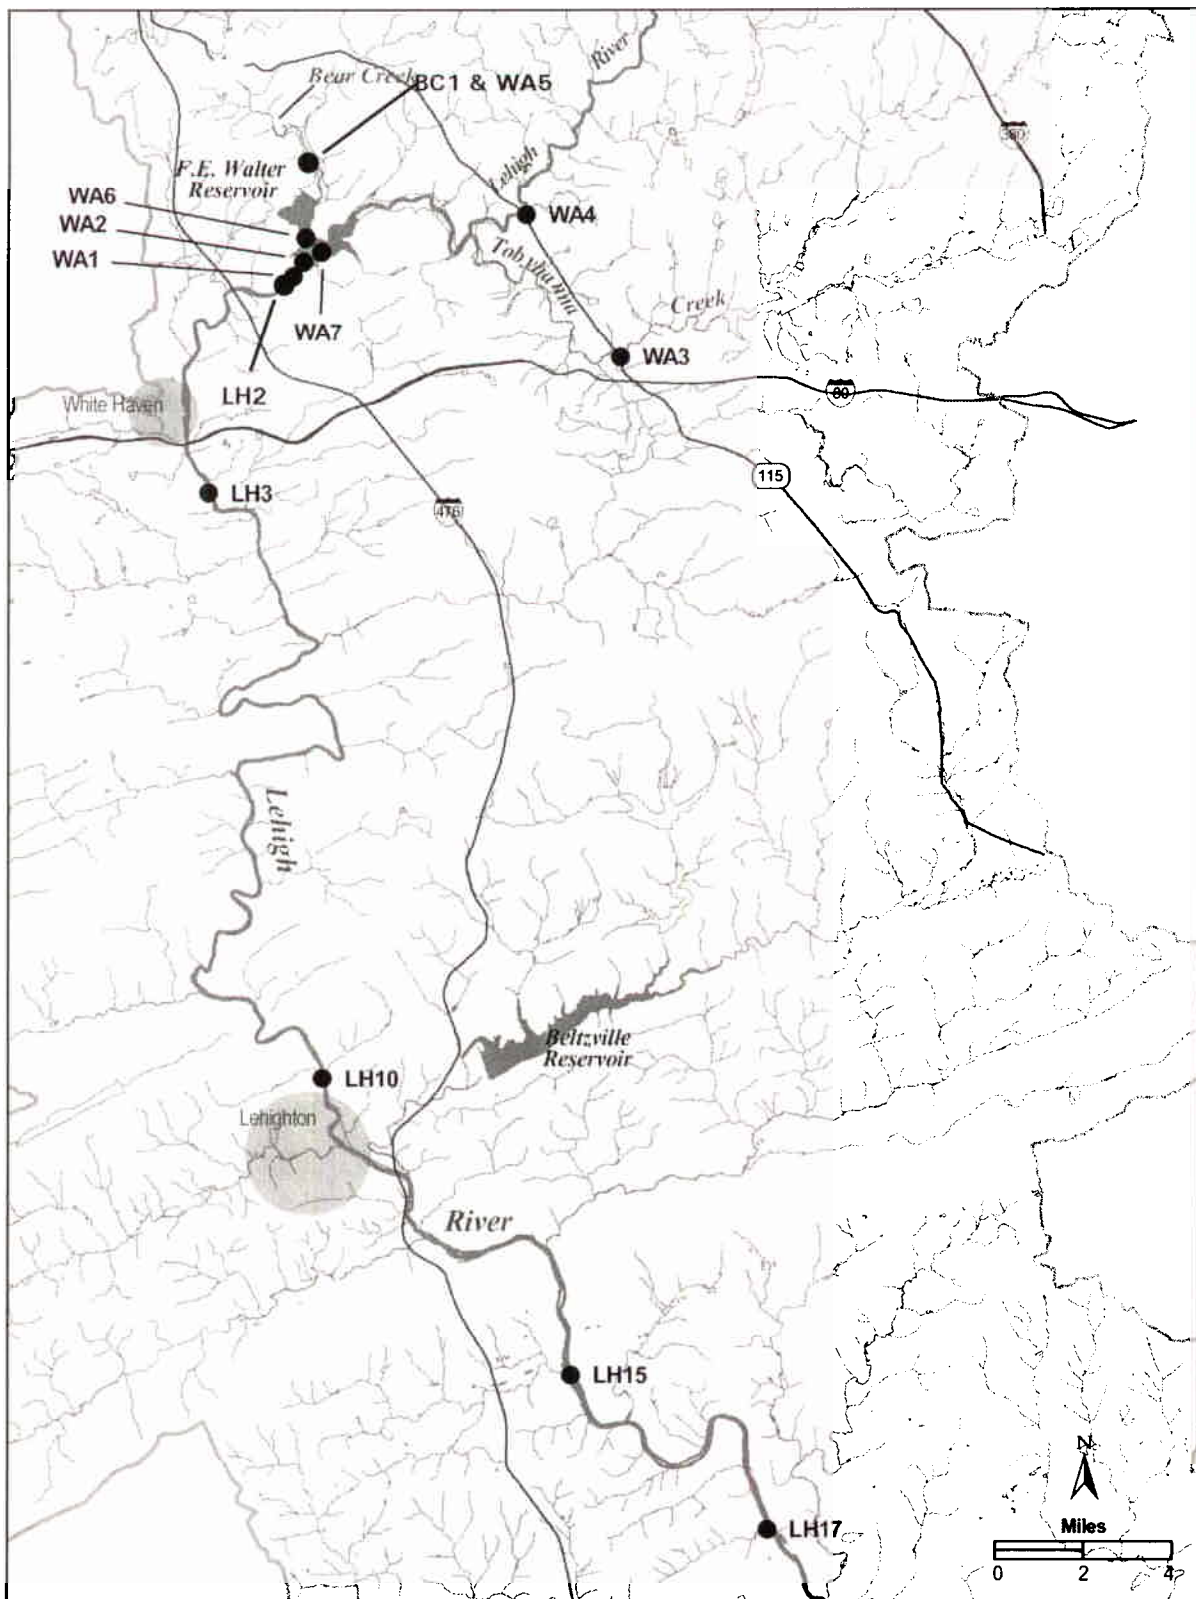 River
Bear Creek
BC1 & WA5
380
F.E. Walter
Reservoir
Lehigh
WA6
WA4
WA2
Tobyhanna
WA1
Creek
WA7
WA3
LH2
80
White Haven
115
LH3
476
Lehigh
Beltzville
Reservoir
LH10
Lehighton
River
LH15
N
LH17
Miles
0 2 4